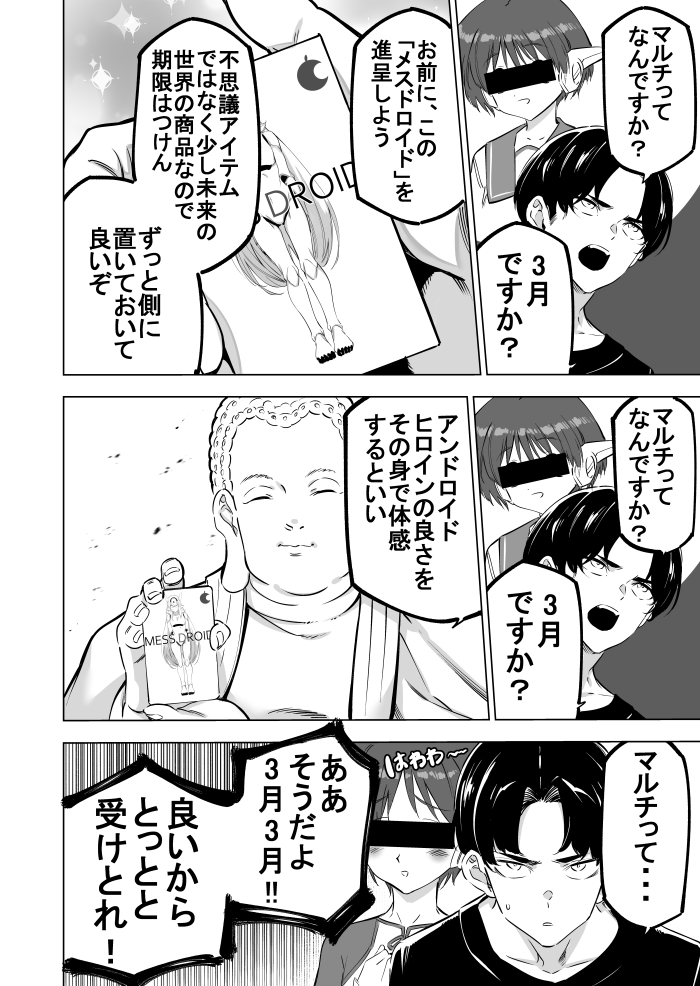 マルチって
なんですか？
3月
ですか？
お前に、この
「メスドロイド」を
進呈しよう
不思議アイテム
ではなく少し未来の
世界の商品なので
期限はつけん
DROID
ずっと側に
置いておいて
良いぞ
マルチって
なんですか？
3月
ですか？
アンドロイド
ヒロインの良さを
その身で体感
するといい
MESS DROID
マルチって・・・
はわわ〜
ああ
そうだよ
3月3月!!
良いから
とっとと
受けとれ！